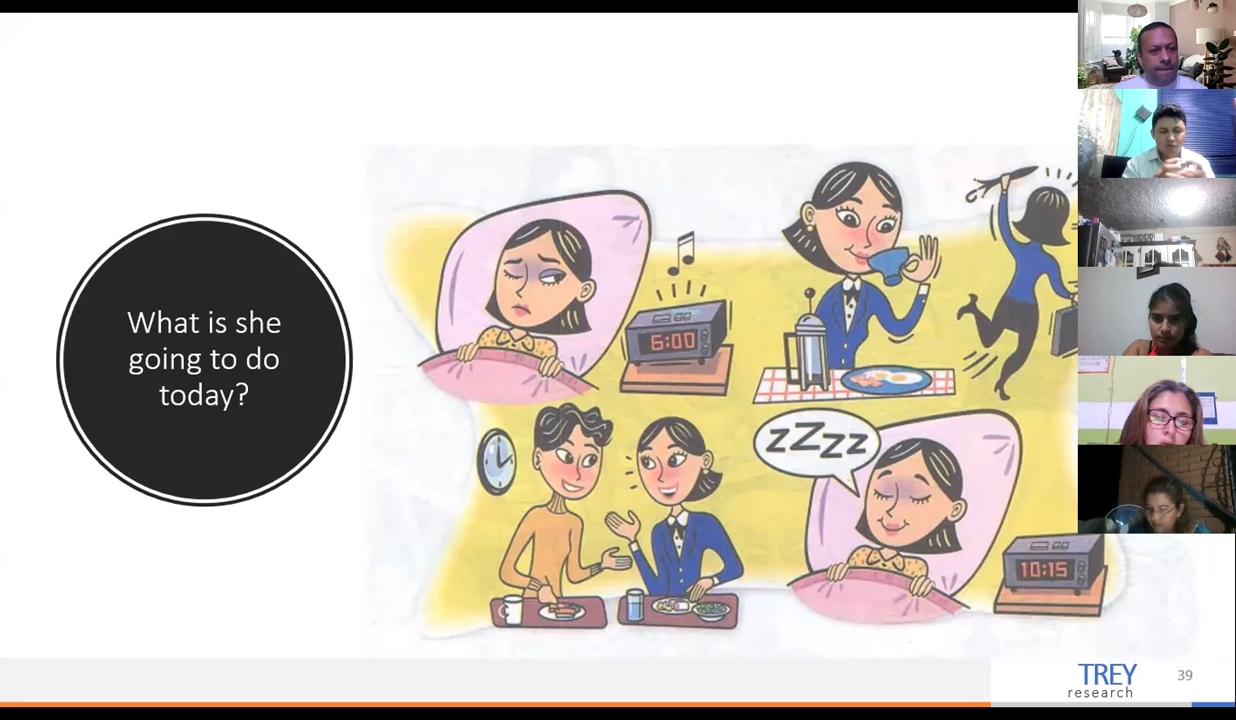 What is she
going to do
today?
6:00
zZzz
10:15
TREY
research
39